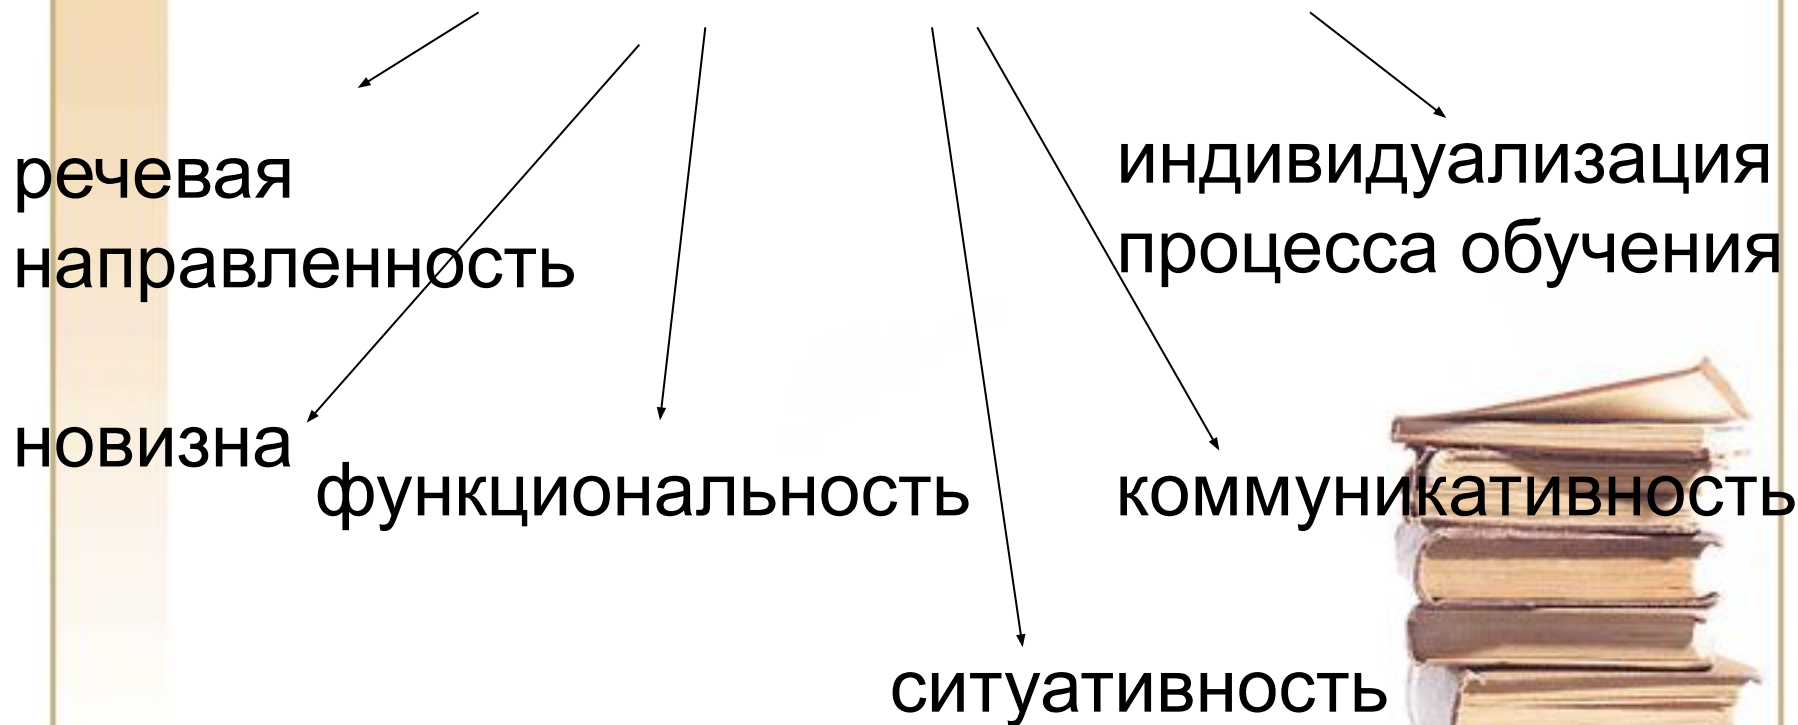 речевая
направленность
индивидуализация
процесса обучения
новизна
функциональность
коммуникативность
ситуативность